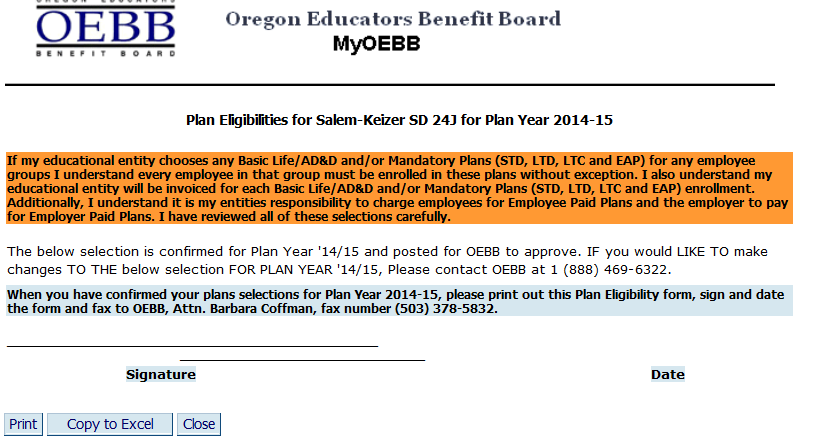 OREGON EDUCATORS
OEBB
BENEFIT BOARD
Oregon Educators Benefit Board
MyOEBB
Plan Eligibilities for Salem-Keizer SD 24J for Plan Year 2014-15
If my educational entity chooses any Basic Life/AD&D and/or Mandatory Plans (STD, LTD, LTC and EAP) for any employee
groups I understand every employee in that group must be enrolled in these plans without exception. I also understand my
educational entity will be invoiced for each Basic Life/AD&D and/or Mandatory Plans (STD, LTD, LTC and EAP) enrollment.
Additionally, I understand it is my entities responsibility to charge employees for Employee Paid Plans and the employer to pay
for Employer Paid Plans. I have reviewed all of these selections carefully.
The below selection is confirmed for Plan Year '14/15 and posted for OEBB to approve. IF you would LIKE TO make
changes TO THE below selection FOR PLAN YEAR '14/15, Please contact OEBB at 1 (888) 469-6322.
When you have confirmed your plans selections for Plan Year 2014-15, please print out this Plan Eligibility form, sign and date
the form and fax to OEBB, Attn. Barbara Coffman, fax number (503) 378-5832.
Signature Date
Print Copy to Excel Close